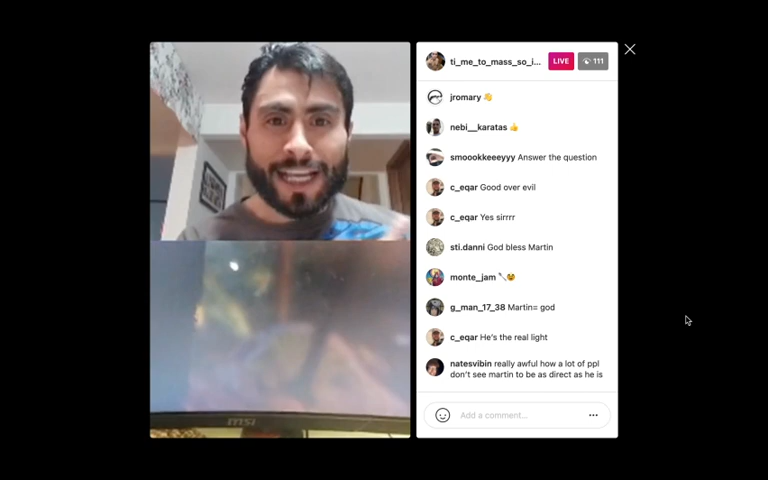 ti_me_to_mass_so_i...
LIVE
111
jromary 👋
nebi__karatas 👍
smoookkeeeyyy Answer the question
c_eqar Good over evil
c_eqar Yes sirrrr
sti.danni God bless Martin
monte_jam
g_man_17_38 Martin= god
c_eqar He's the real light
natesvibin really awful how a lot of ppl
don't see martin to be as direct as he is
Add a comment...
msi